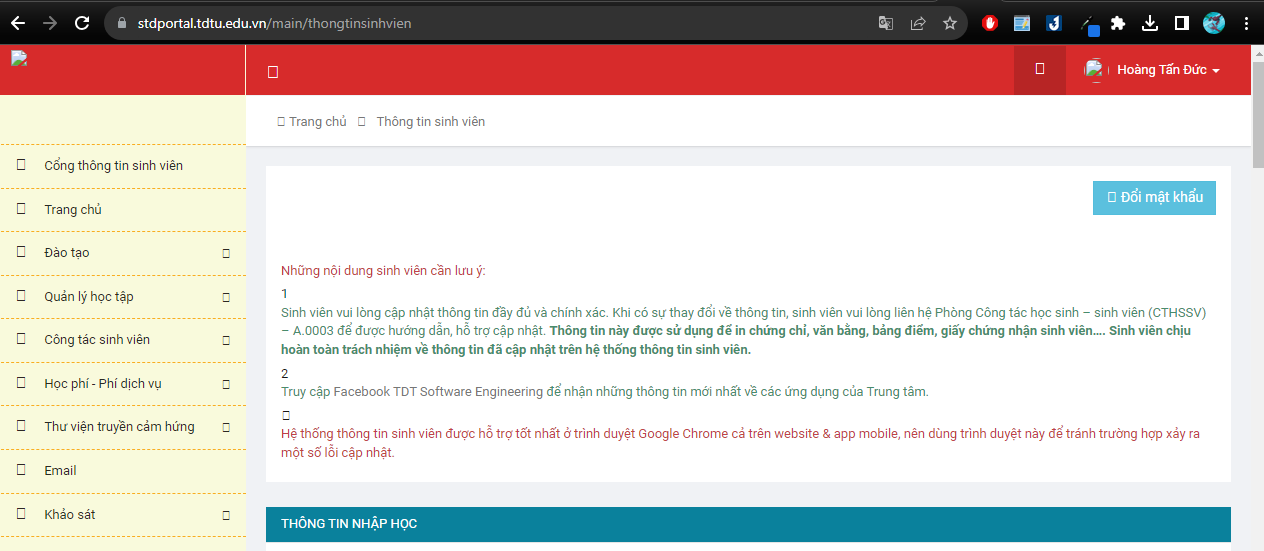 stdportal.tdtu.edu.vn/main/thongtinsinhvien
Hoàng Tấn Đức
Trang chủ Thông tin sinh viên
Cổng thông tin sinh viên
Trang chủ
Đào tạo
Quản lý học tập
Công tác sinh viên
Học phí - Phí dịch vụ
Thư viện truyền cảm hứng
Email
Khảo sát
Đổi mật khẩu
Những nội dung sinh viên cần lưu ý:
1
Sinh viên vui lòng cập nhật thông tin đầy đủ và chính xác. Khi có sự thay đổi về thông tin, sinh viên vui lòng liên hệ Phòng Công tác học sinh – sinh viên (CTHSSV)
– A.0003 để được hướng dẫn, hỗ trợ cập nhật. Thông tin này được sử dụng để in chứng chỉ, văn bằng, bảng điểm, giấy chứng nhận sinh viên.... Sinh viên chịu
hoàn toàn trách nhiệm về thông tin đã cập nhật trên hệ thống thông tin sinh viên.
2
Truy cập Facebook TDT Software Engineering để nhận những thông tin mới nhất về các ứng dụng của Trung tâm.
Hệ thống thông tin sinh viên được hỗ trợ tốt nhất ở trình duyệt Google Chrome cả trên website & app mobile, nên dùng trình duyệt này để tránh trường hợp xảy ra
một số lỗi cập nhật.
THÔNG TIN NHẬP HỌC